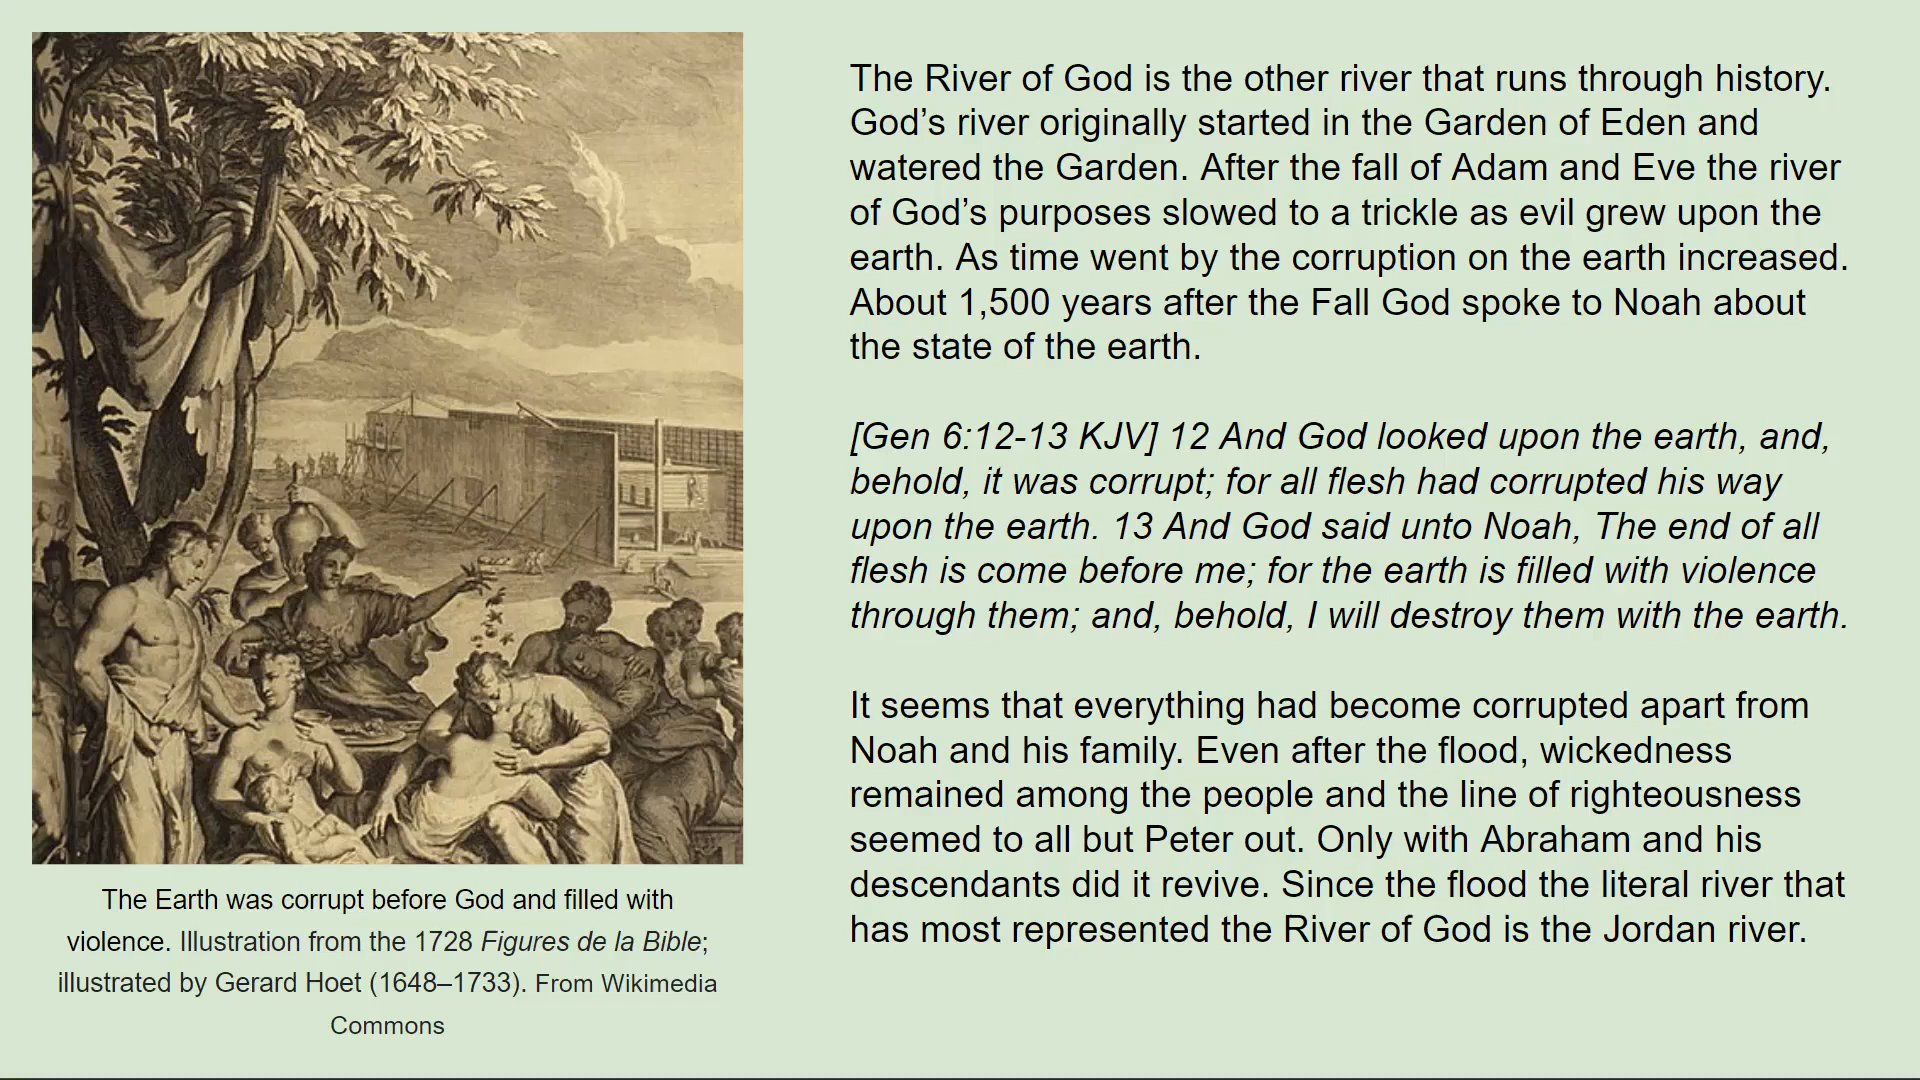 The River of God is the other river that runs through history.
God’s river originally started in the Garden of Eden and
watered the Garden. After the fall of Adam and Eve the river
of God’s purposes slowed to a trickle as evil grew upon the
earth. As time went by the corruption on the earth increased.
About 1,500 years after the Fall God spoke to Noah about
the state of the earth.
[Gen 6:12-13 KJV] 12 And God looked upon the earth, and,
behold, it was corrupt; for all flesh had corrupted his way
upon the earth. 13 And God said unto Noah, The end of all
flesh is come before me; for the earth is filled with violence
through them; and, behold, I will destroy them with the earth.
It seems that everything had become corrupted apart from
Noah and his family. Even after the flood, wickedness
remained among the people and the line of righteousness
seemed to all but Peter out. Only with Abraham and his
descendants did it revive. Since the flood the literal river that
has most represented the River of God is the Jordan river.
The Earth was corrupt before God and filled with
violence. Illustration from the 1728 Figures de la Bible;
illustrated by Gerard Hoet (1648–1733). From Wikimedia
Commons